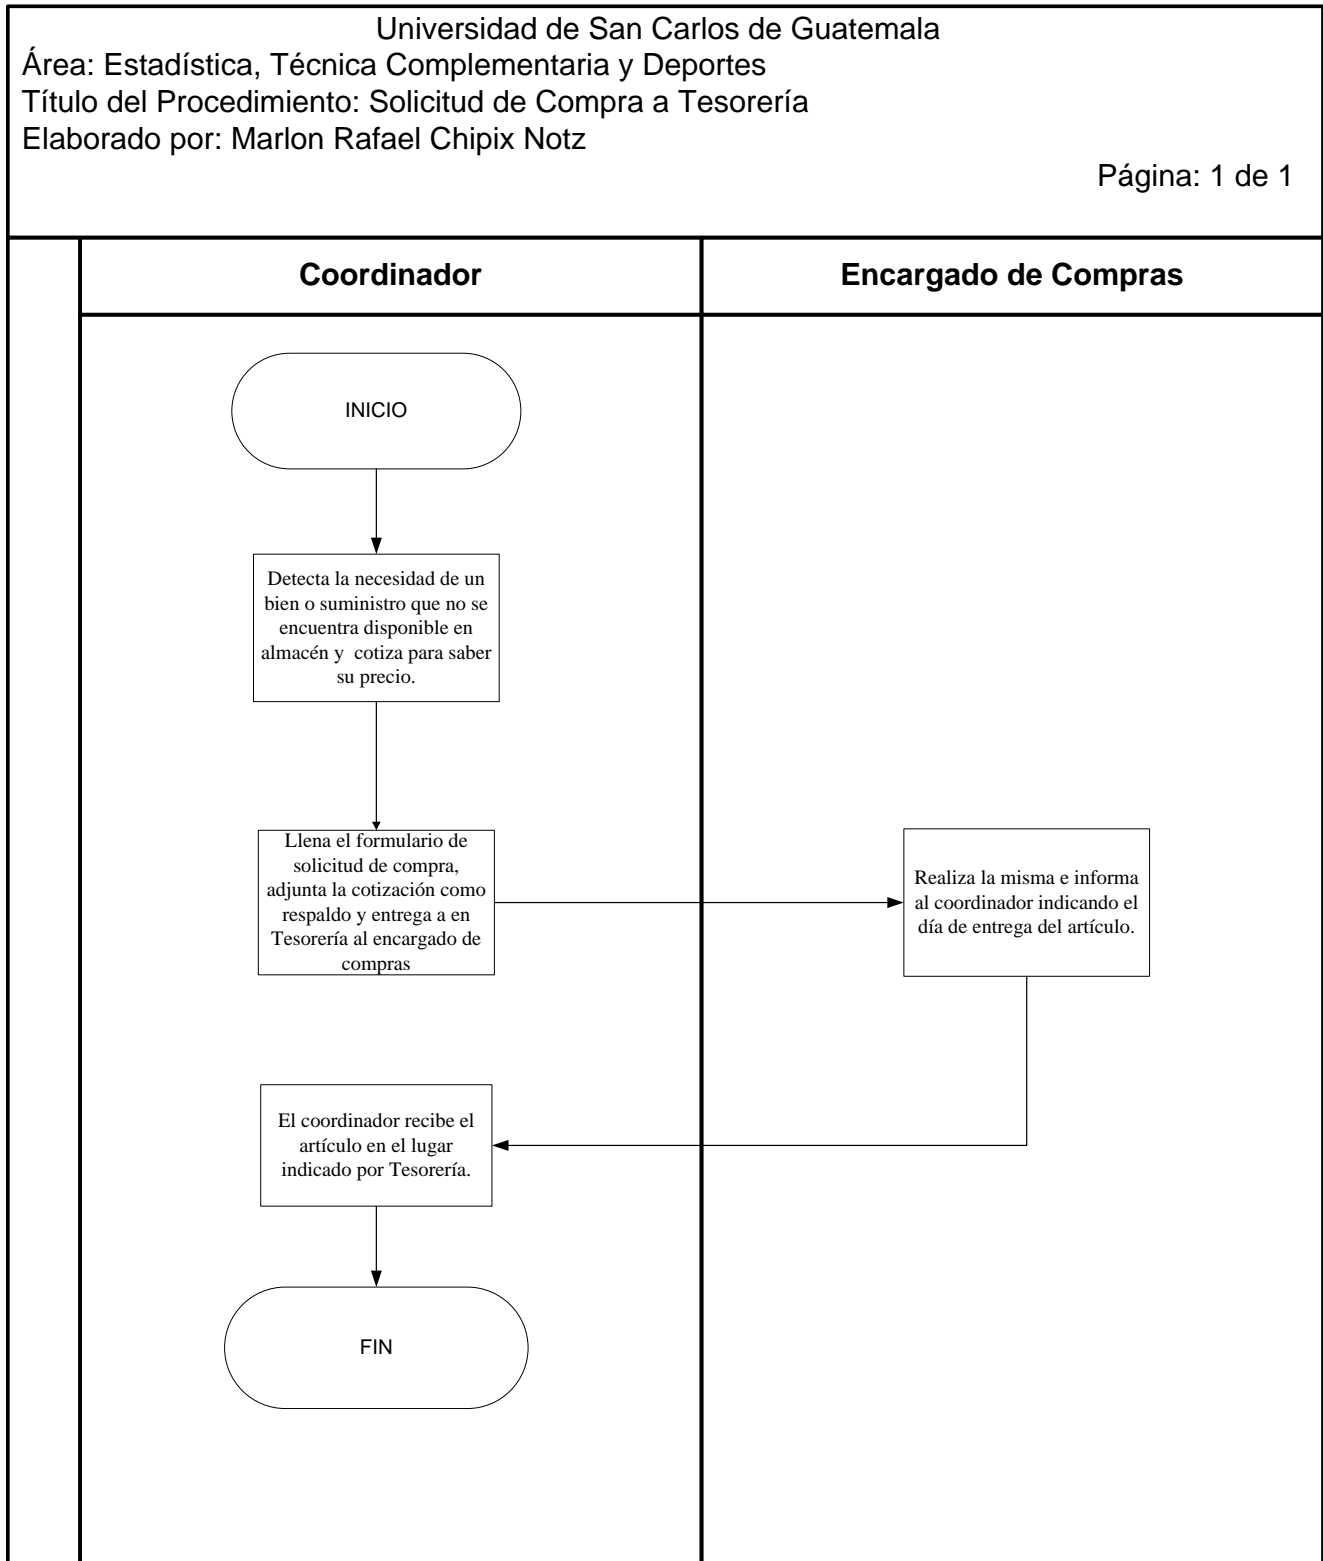 Universidad de San Carlos de Guatemala
Área: Estadística, Técnica Complementaria y Deportes
Título del Procedimiento: Solicitud de Compra a Tesorería
Elaborado por: Marlon Rafael Chipix Notz
Página: 1 de 1
Coordinador
Encargado de Compras
INICIO
Detecta la necesidad de un
bien o suministro que no se
encuentra disponible en
almacén y  cotiza para saber
su precio.
Llena el formulario de
solicitud de compra,
adjunta la cotización como
respaldo y entrega a en
Tesorería al encargado de
compras
Realiza la misma e informa
al coordinador indicando el
día de entrega del artículo.
El coordinador recibe el
artículo en el lugar
indicado por Tesorería.
FIN